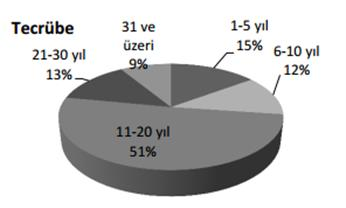 Tecrübe
31 ve
üzeri
9%
1-5 yıl
15%
6-10 yıl
12%
21-30 yıl
13%
11-20 yıl
51%